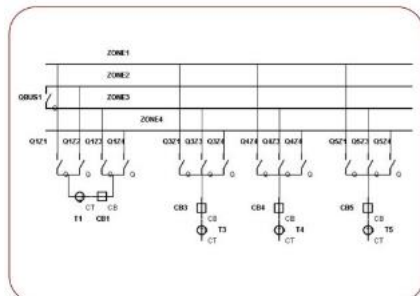 ZONE1
ZONE2
QBUS1 ZONE3
Q
ZONE4
Q1Z1 Q1Z2 Q1Z3 Q1Z4 Q3Z1 Q3Z3 Q3Z4 Q4Z4 Q4Z3 Q4Z4 Q5Z1 Q5Z3 Q5Z4
Q Q Q Q Q Q Q Q Q Q Q Q Q
CT CB
T1 CB1
CB3 CB4 CB5
CB CB CB
T3 T4 T5
CT CT CT